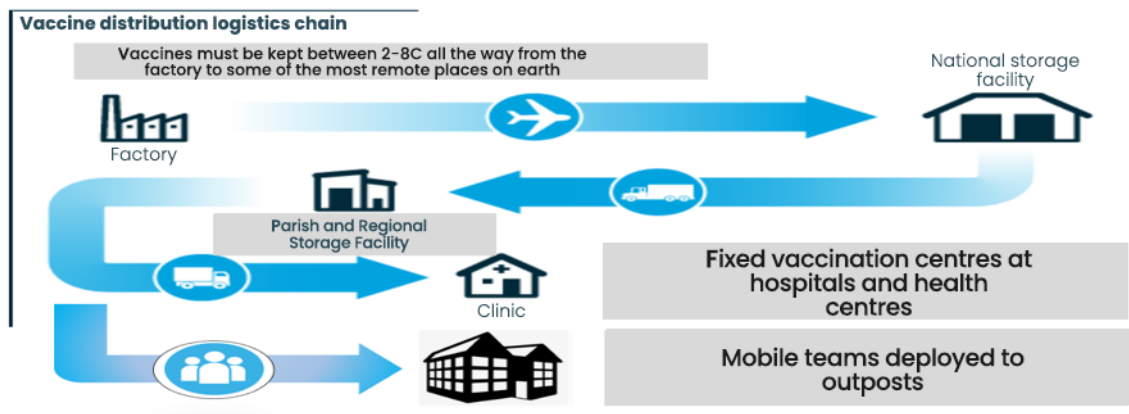 Vaccine distribution logistics chain
Vaccines must be kept between 2-8C all the way from the
factory to some of the most remote places on earth
National storage
facility
Factory
Parish and Regional
Storage Facility
Clinic
Fixed vaccination centres at
hospitals and health
centres
Mobile teams deployed to
outposts